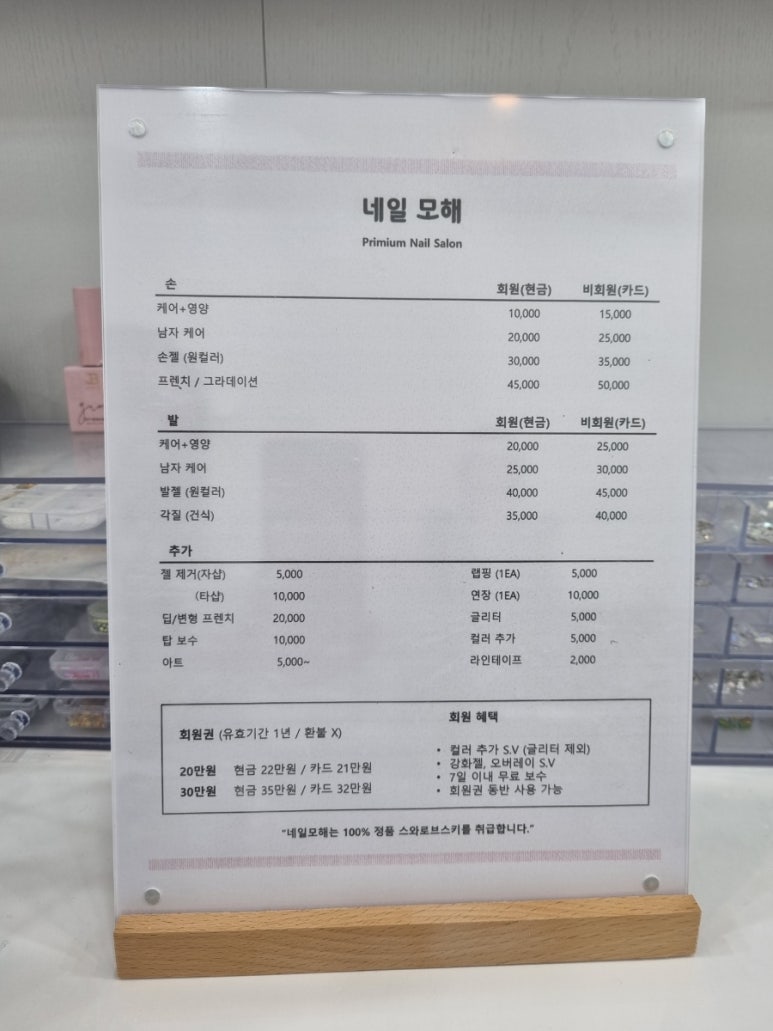 네일 모해
Primium Nail Salon
손 회원(현금) 비회원(카드)
케어+영양 10,000 15,000
남자 케어 20,000 25,000
손젤 (원컬러) 30,000 35,000
프렌치 / 그라데이션 45,000 50,000
발 회원(현금) 비회원(카드)
케어+영양 20,000 25,000
남자 케어 25,000 30,000
발젤 (원컬러) 40,000 45,000
각질 (건식) 35,000 40,000
추가
젤 제거(자샵) 5,000 랩핑 (1EA) 5,000
(타샵) 10,000 연장 (1EA) 10,000
딥/변형 프렌치 20,000 글리터 5,000
탑 보수 10,000 컬러 추가 5,000
아트 5,000~ 라인테이프 2,000
회원권 (유효기간 1년 / 환불 X)
20만원 현금 22만원 / 카드 21만원
30만원 현금 35만원 / 카드 32만원
회원 혜택
• 컬러 추가 S.V (글리터 제외)
• 강화젤, 오버레이 S.V
• 7일 이내 무료 보수
• 회원권 동반 사용 가능
"네일모해는 100% 정품 스와로브스키를 취급합니다."